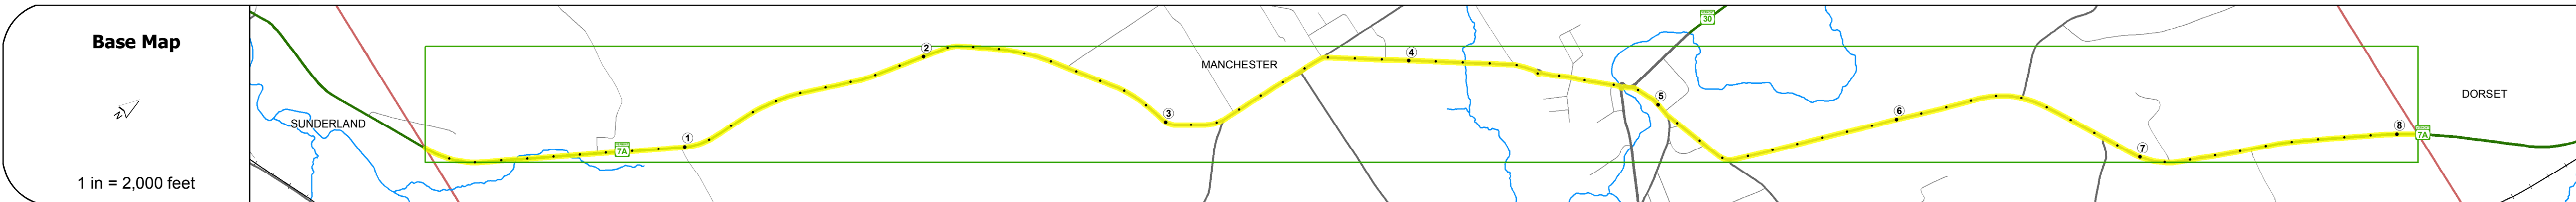 Base Map
N
1 in = 2,000 feet
SUNDERLAND
7A
1
2
3
MANCHESTER
4
30
5
6
7
8
7A
DORSET